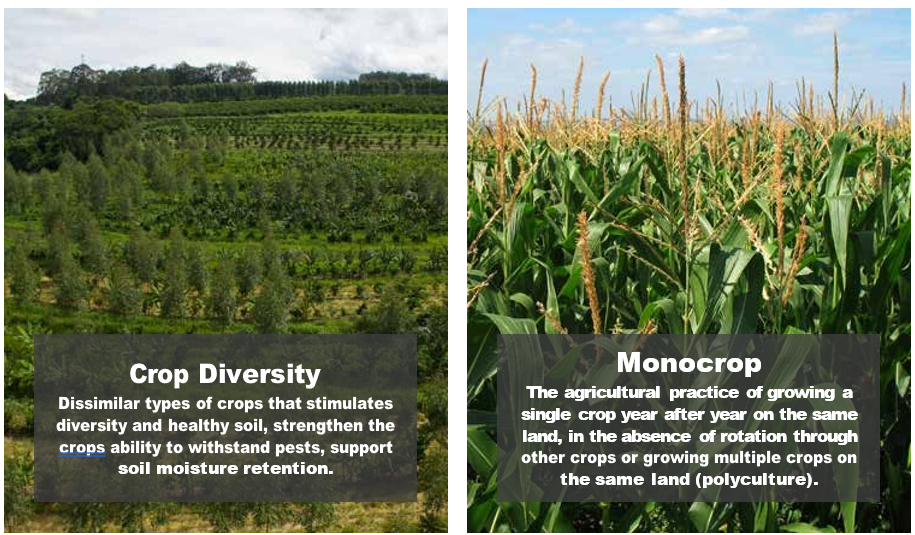 Crop Diversity
Dissimilar types of crops that stimulates
diversity and healthy soil, strengthen the
crops ability to withstand pests, support
soil moisture retention.
Monocrop
The agricultural practice of growing a
single crop year after year on the same
land, in the absence of rotation through
other crops or growing multiple crops on
the same land (polyculture).